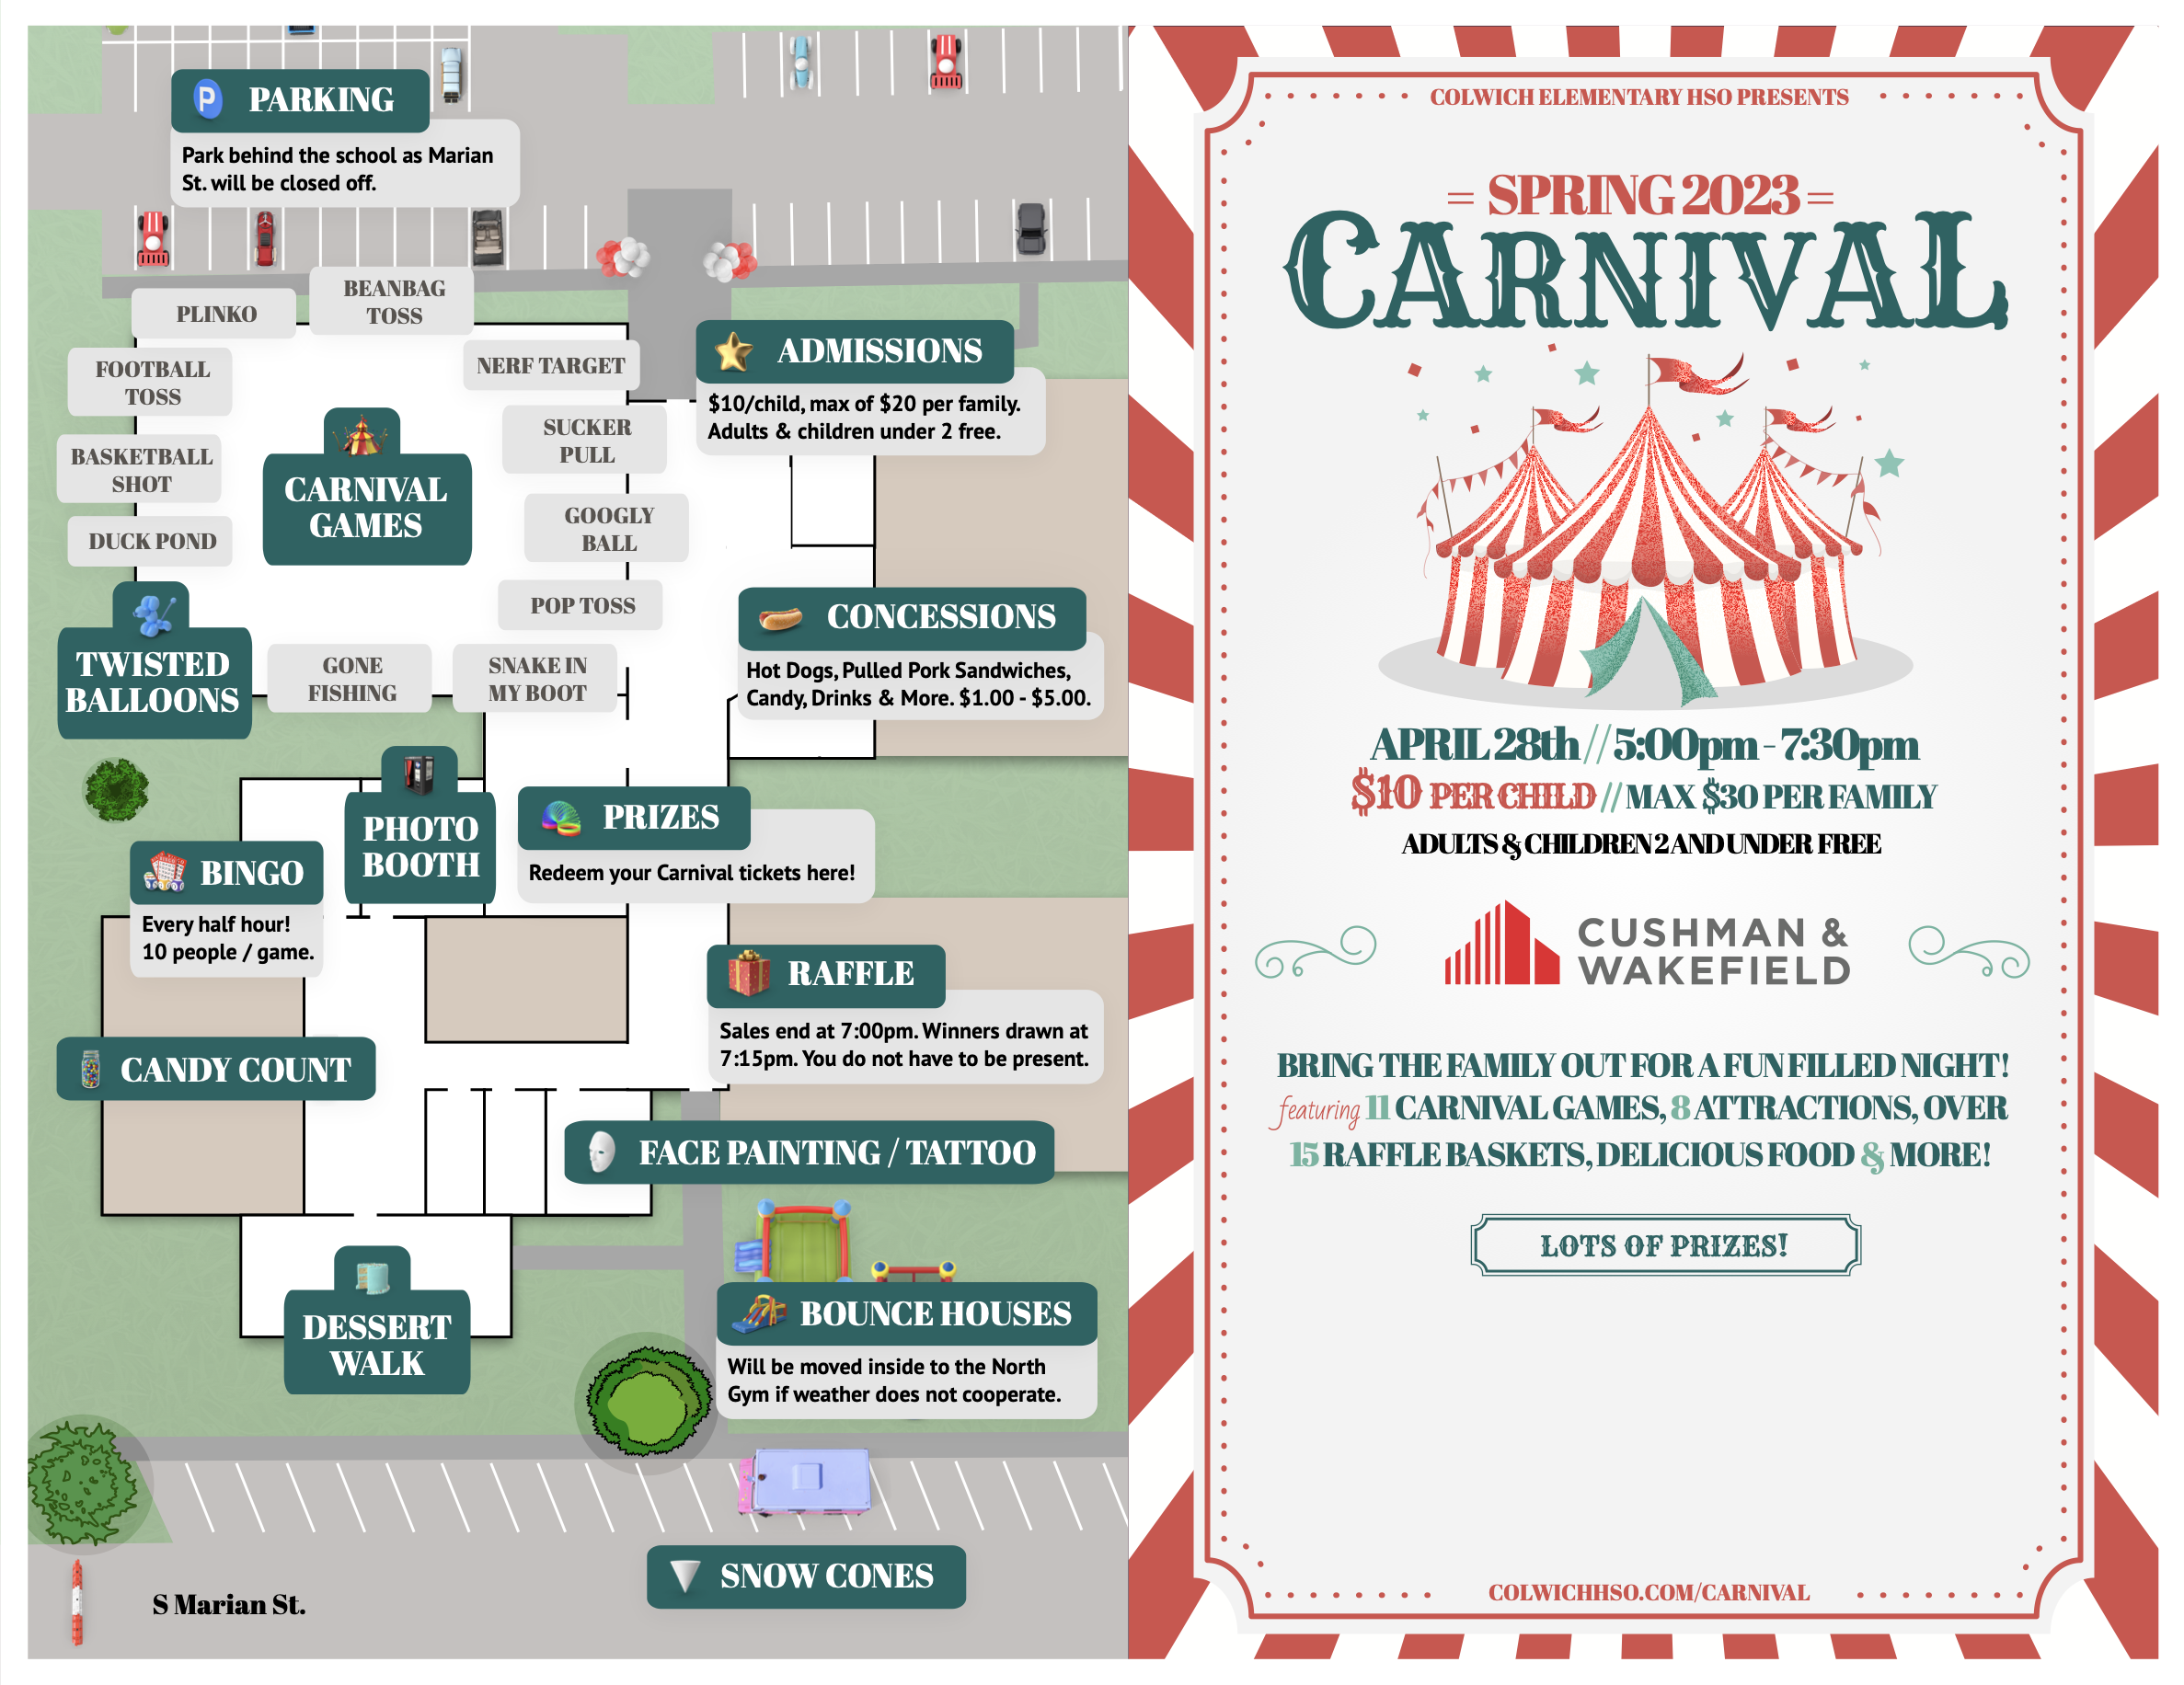 P PARKING
Park behind the school as Marian
St. will be closed off.
PLINKO
BEANBAG
TOSS
FOOTBALL
TOSS
NERF TARGET
BASKETBALL
SHOT
SUCKER
PULL
CARNIVAL
GAMES
DUCK POND
GOOGLY
BALL
POP TOSS
TWISTED
BALLOONS
GONE
FISHING
SNAKE IN
MY BOOT
ADMISSIONS
$10/child, max of $20 per family.
Adults & children under 2 free.
CONCESSIONS
Hot Dogs, Pulled Pork Sandwiches,
Candy, Drinks & More. $1.00 - $5.00.
PHOTO
BOOTH
PRIZES
Redeem your Carnival tickets here!
BINGO
Every half hour!
10 people / game.
RAFFLE
Sales end at 7:00pm. Winners drawn at
7:15pm. You do not have to be present.
CANDY COUNT
FACE PAINTING / TATTOO
DESSERT
WALK
BOUNCE HOUSES
Will be moved inside to the North
Gym if weather does not cooperate.
SNOW CONES
S Marian St.
COLWICH ELEMENTARY HSO PRESENTS
= SPRING 2023 =
CARNIVAL
APRIL 28th // 5:00pm - 7:30pm
$10 PER CHILD // MAX $30 PER FAMILY
ADULTS & CHILDREN 2 AND UNDER FREE
CUSHMAN &
WAKEFIELD
BRING THE FAMILY OUT FOR A FUN FILLED NIGHT!
featuring 11 CARNIVAL GAMES, 8 ATTRACTIONS, OVER
15 RAFFLE BASKETS, DELICIOUS FOOD & MORE!
LOTS OF PRIZES!
COLWICHHSO.COM/CARNIVAL